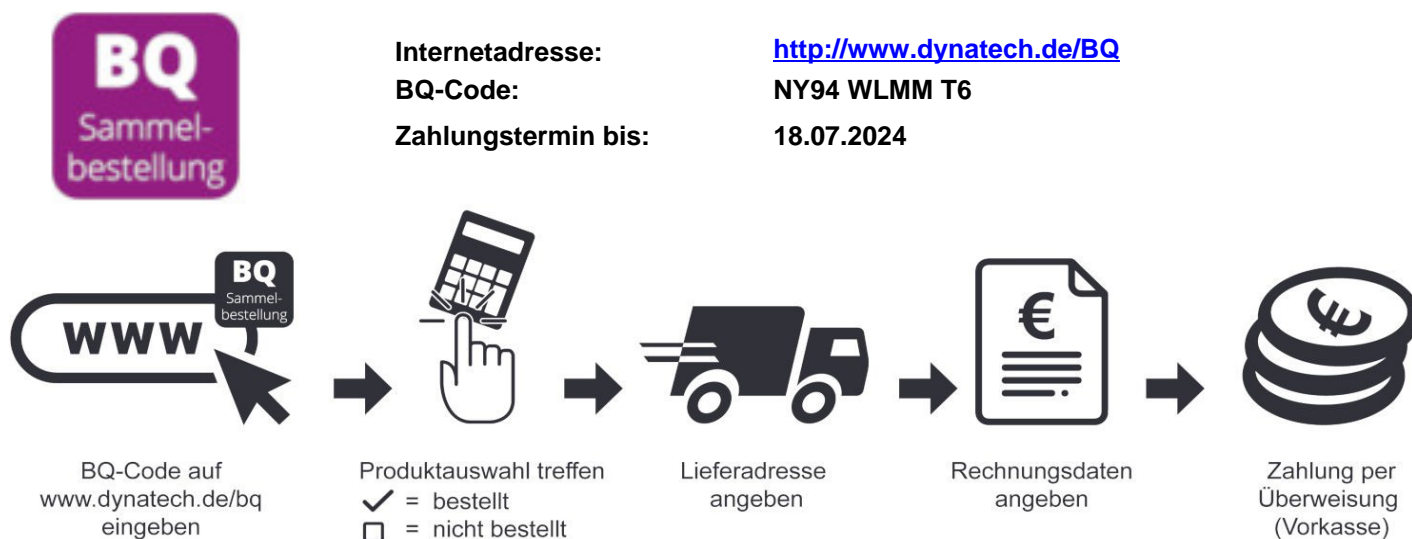 BQ
Sammel-
bestellung
Internetadresse: http://www.dynatech.de/BQ
BQ-Code: NY94 WLMM T6
Zahlungstermin bis: 18.07.2024
BQ
Sammel-
bestellung
WWW
€
€
BQ-Code auf
www.dynatech.de/bq
eingeben
Produktauswahl treffen
✓ = bestellt
□ = nicht bestellt
Lieferadresse
angeben
Rechnungsdaten
angeben
Zahlung per
Überweisung
(Vorkasse)